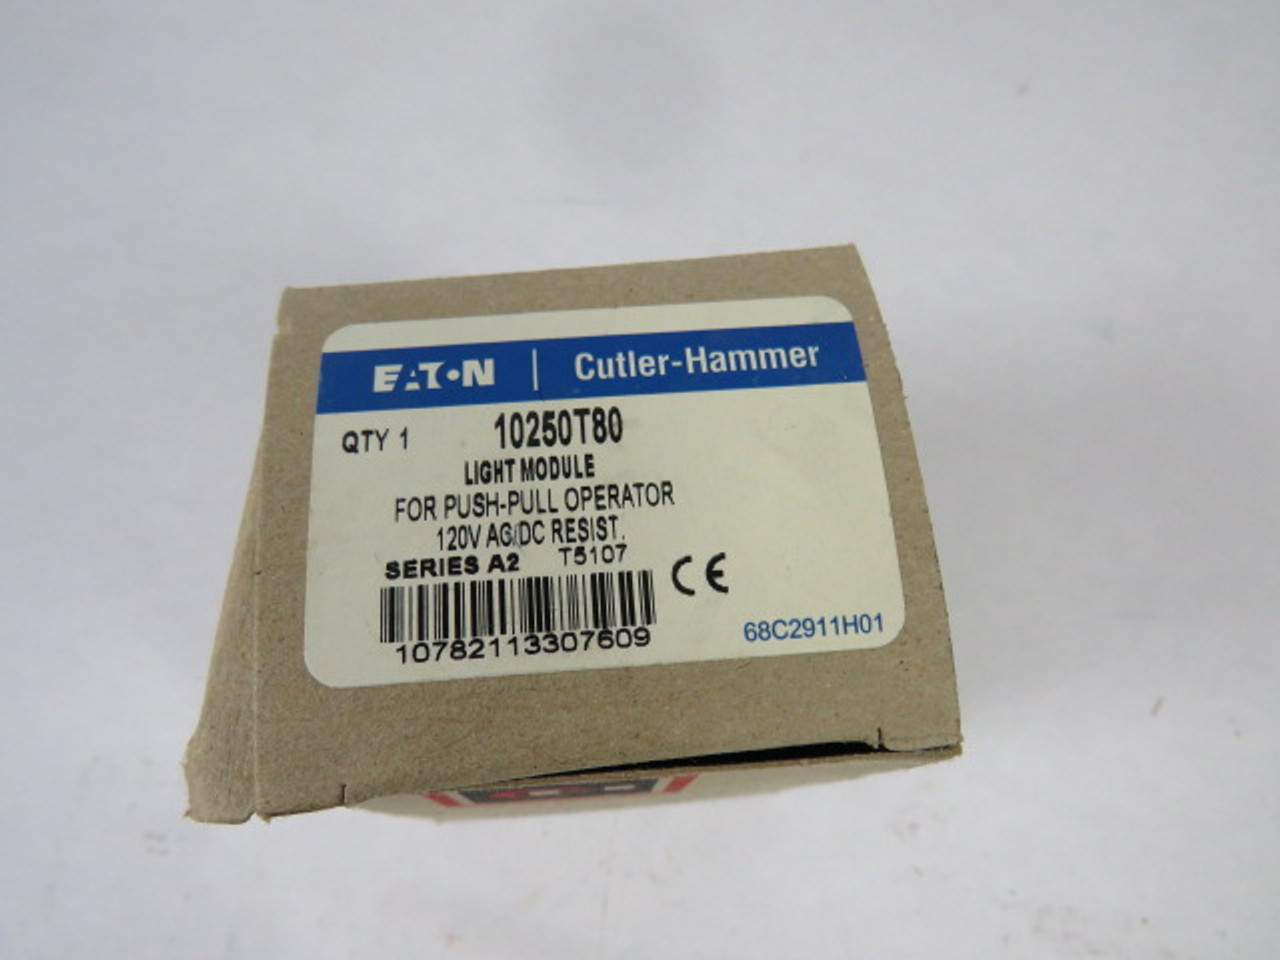 EATON | Cutler-Hammer
QTY 1 10250T80
LIGHT MODULE
FOR PUSH-PULL OPERATOR
120V AC/DC RESIST.
SERIES A2 T5107
CE
10782113307609
68C2911H01